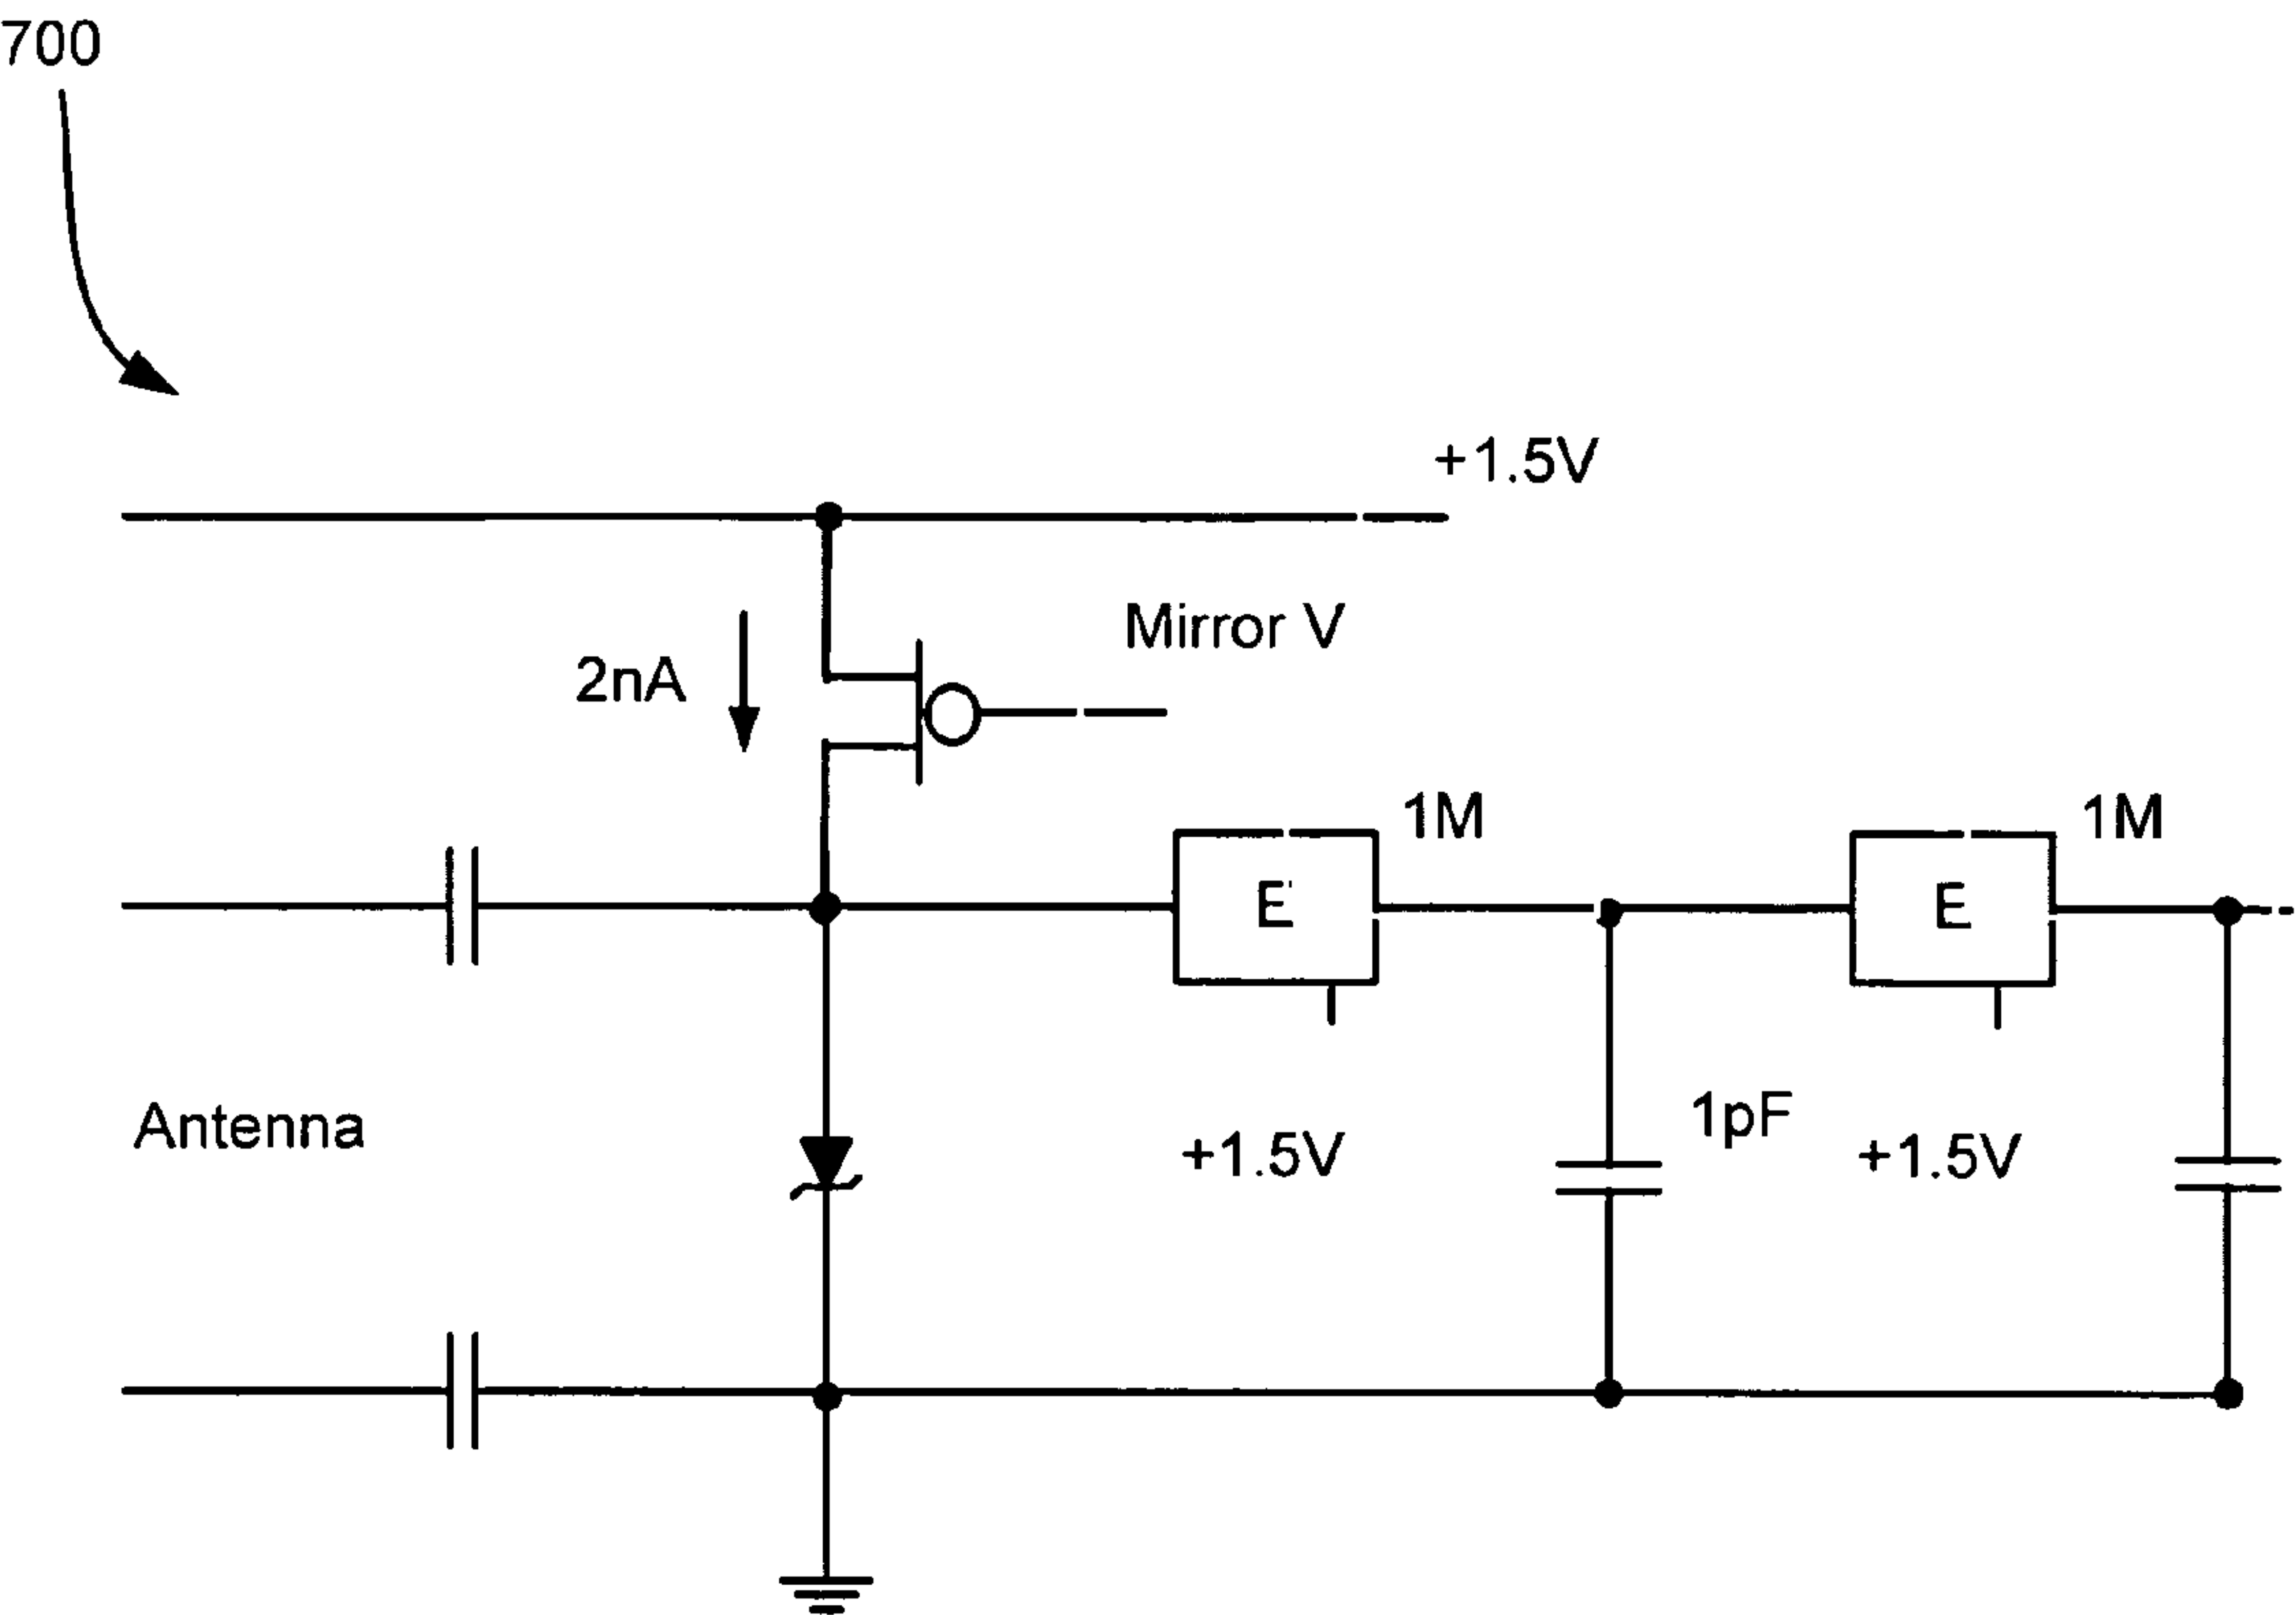 700
+1.5V
Mirror V
2nA
1M
1M
E
E
Antenna
1pF
+1.5V
+1.5V